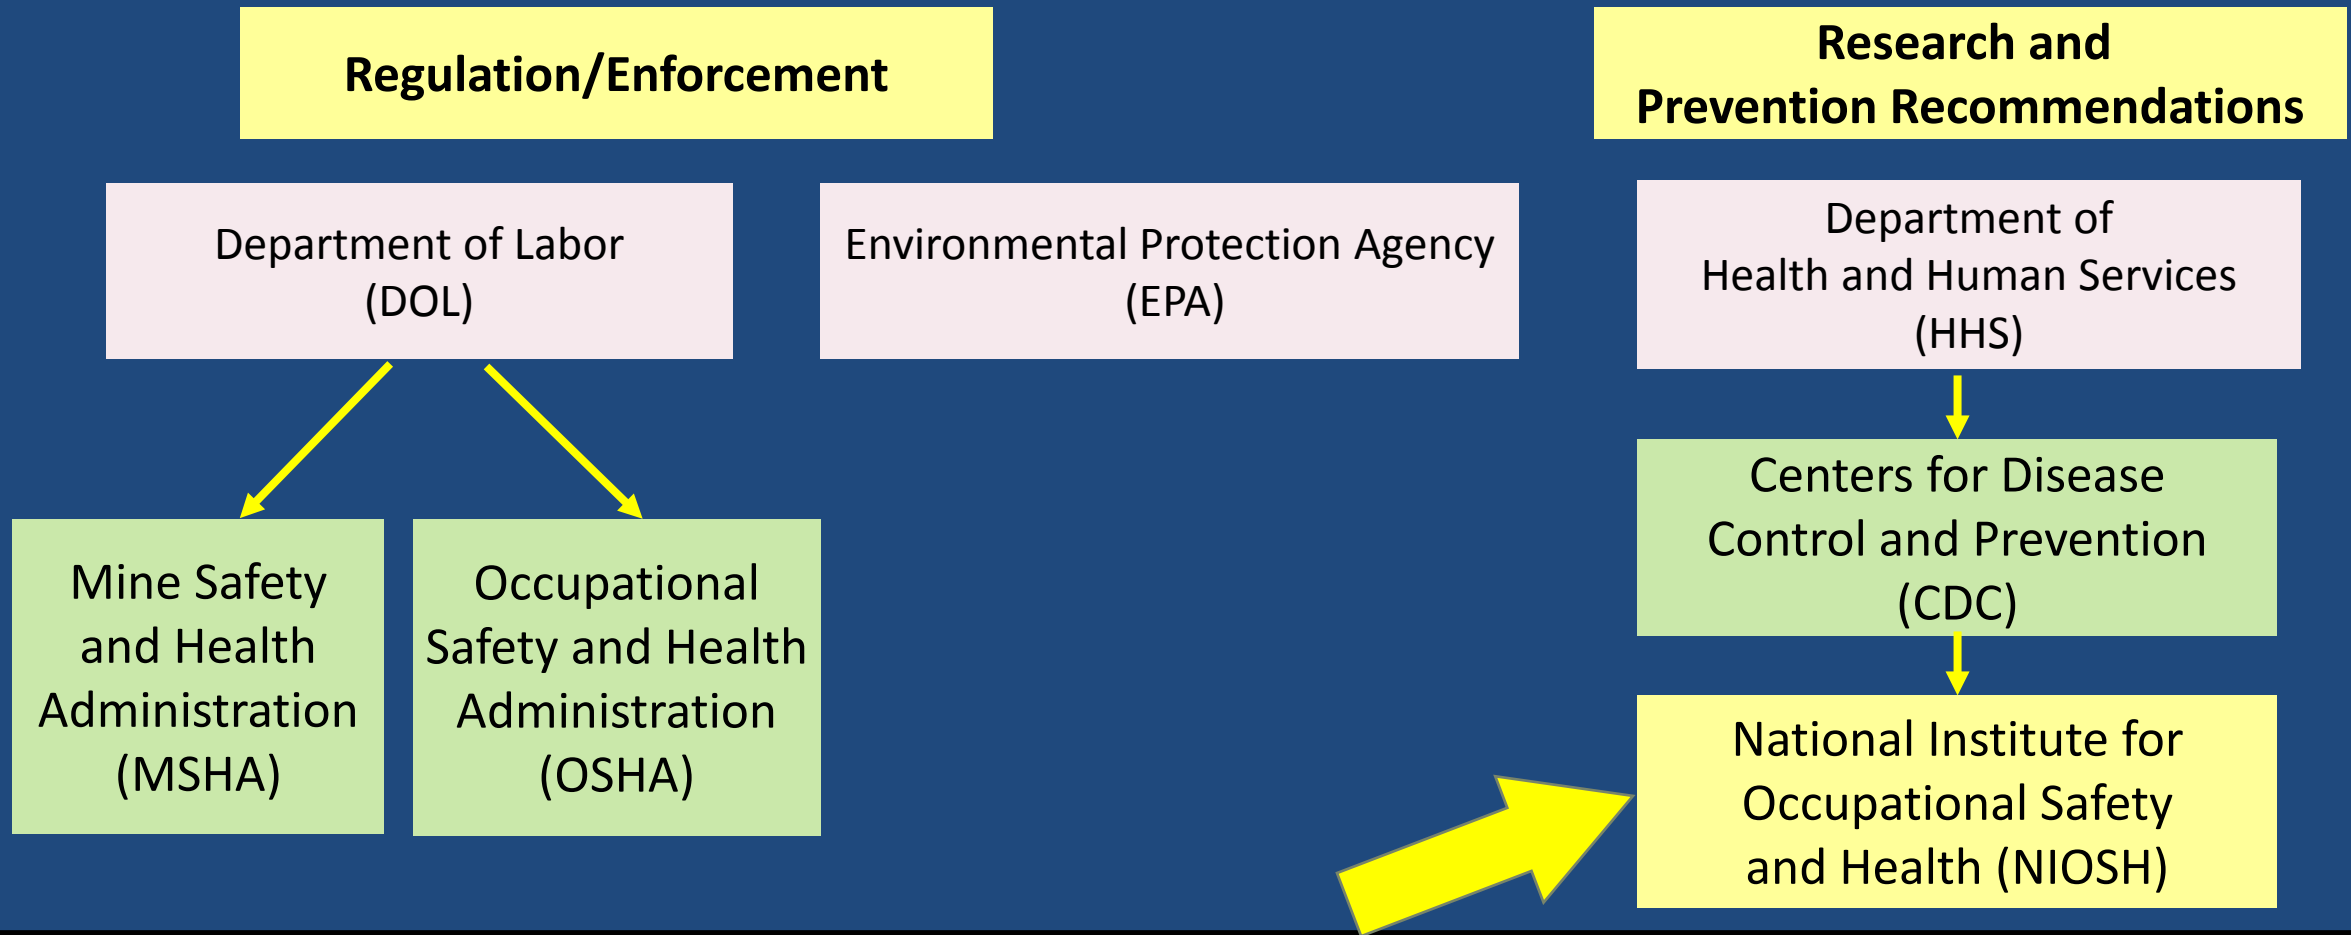 Regulation/Enforcement
Research and
Prevention Recommendations
Department of Labor
(DOL)
Environmental Protection Agency
(EPA)
Department of
Health and Human Services
(HHS)
Mine Safety
and Health
Administration
(MSHA)
Occupational
Safety and Health
Administration
(OSHA)
Centers for Disease
Control and Prevention
(CDC)
National Institute for
Occupational Safety
and Health (NIOSH)